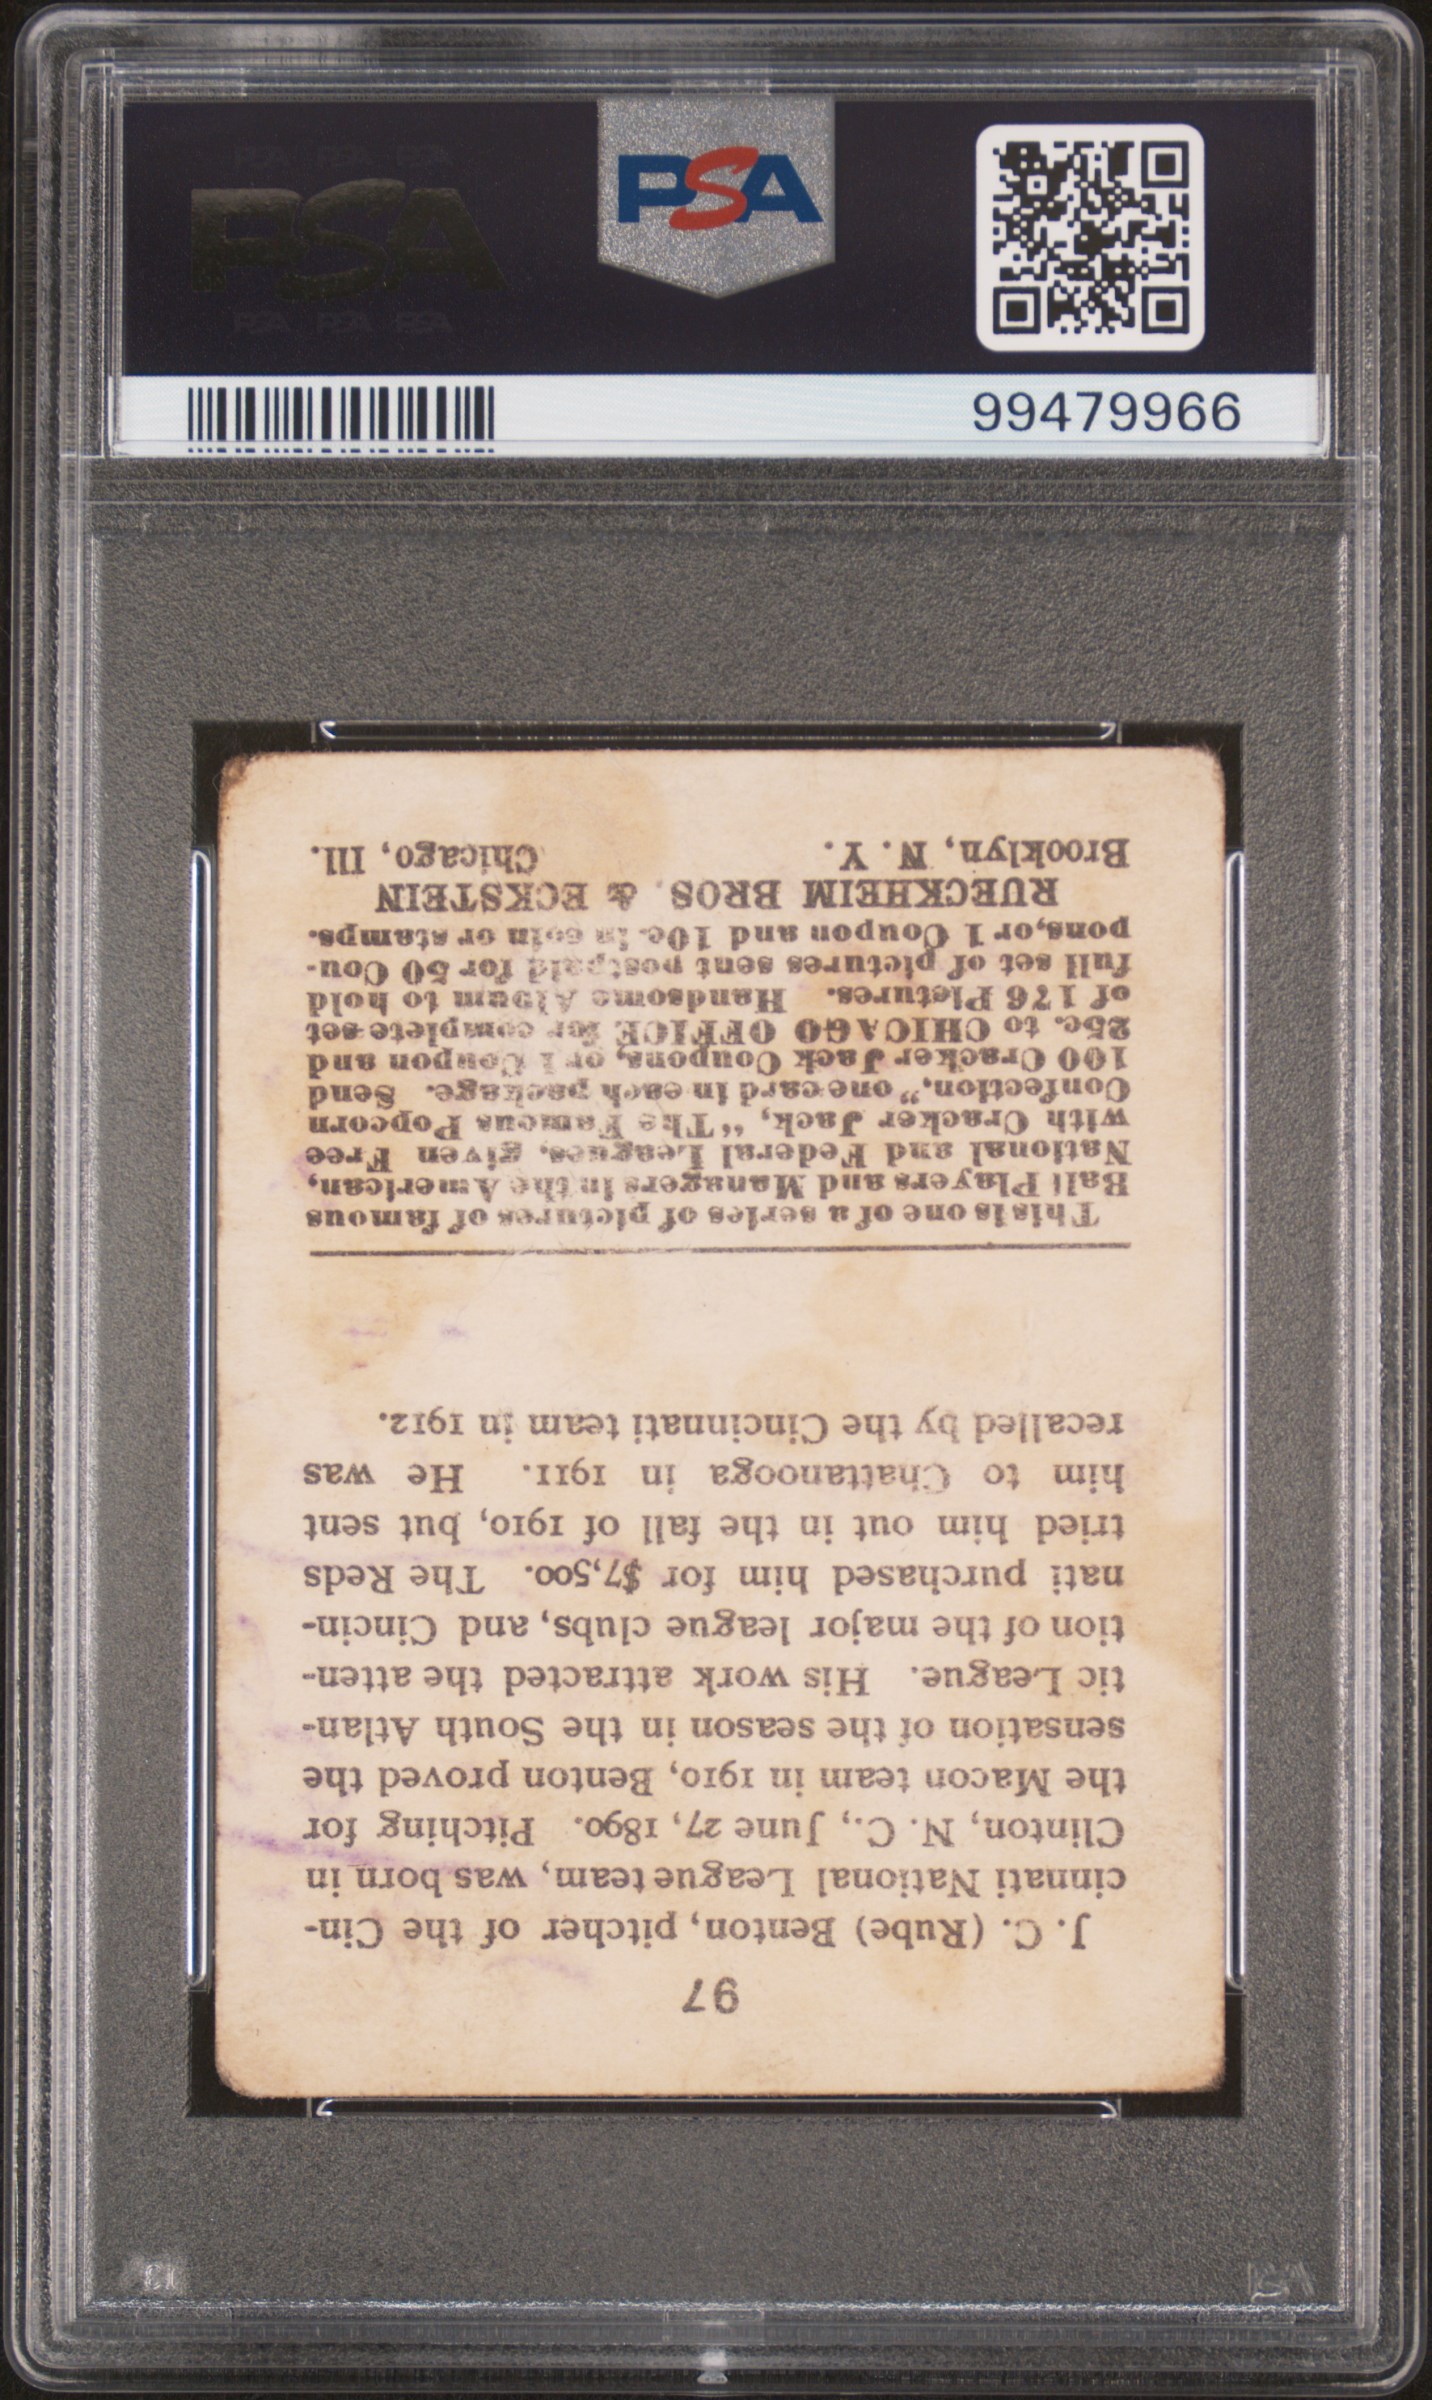 PSA
PSA
99479966
97
J. C. (Rube) Benton, pitcher of the Cin-
cinnati National League team, was born in
Clinton, N. C., June 27, 1890. Pitching for
the Macon team in 1910, Benton proved the
sensation of the season in the South Atlan-
tic League. His work attracted the atten-
tion of the major league clubs, and Cincin-
nati purchased him for $7,500. The Reds
tried him out in the fall of 1910, but sent
him to Chattanooga in 1911. He was
recalled by the Cincinnati team in 1912.
This is one of a series of pictures of famous
Ball Players and Managers in the American,
National and Federal Leagues, given Free
with Cracker Jack, “The Famous Popcorn
Confection,” one card in each package. Send
100 Cracker Jack Coupons, or 1 Coupon and
25c. to CHICAGO OFFICE for complete set
of 176 Pictures. Handsome Album to hold
full set of pictures sent postpaid for 50 Cou-
pons, or 1 Coupon and 10c. in coin or stamps.
RUECKHEIM BROS. & ECKSTEIN
Brooklyn, N. Y. Chicago, Ill.